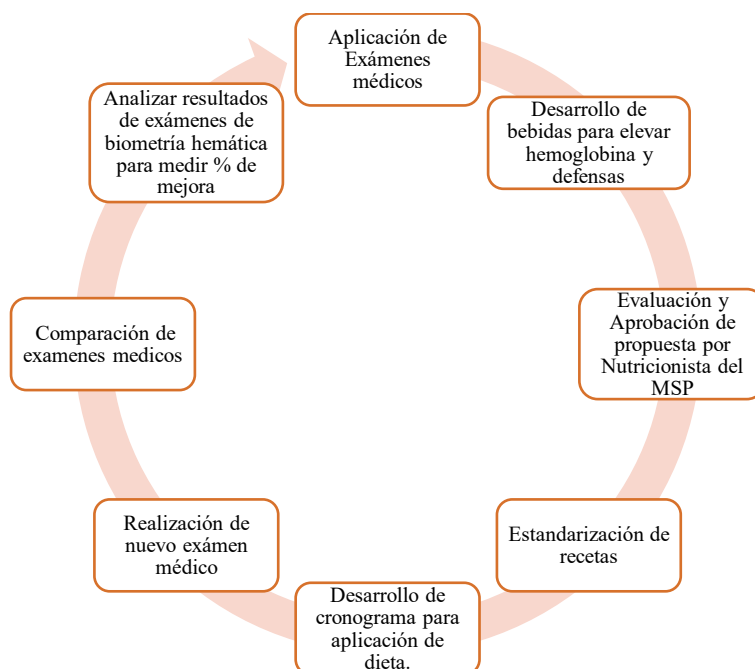 Aplicación de
Exámenes
médicos
Desarrollo de
bebidas para elevar
hemoglobina y
defensas
Evaluación y
Aprobación de
propuesta por
Nutricionista del
MSP
Estandarización de
recetas
Desarrollo de
cronograma para
aplicación de
dieta.
Realización de
nuevo exámen
médico
Comparación de
examenes medicos
Analizar resultados
de exámenes de
biometría hemática
para medir % de
mejora